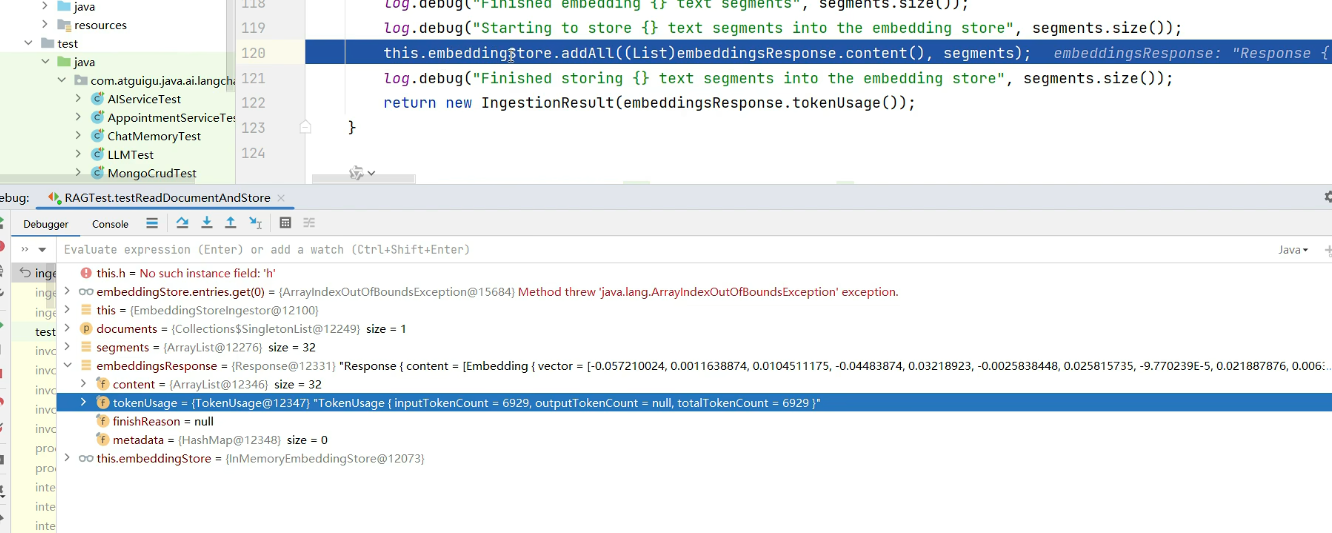 java
resources
test
java
com.atguigu.java.ai.langcha
AIServiceTest
AppointmentServiceTes
ChatMemoryTest
LLMTest
MongoCrudTest
118 log.debug("Finished embedding {} text segments", segments.size());
119 log.debug("Starting to store {} text segments into the embedding store", segments.size());
120 this.embeddingStore.addAll((List)embeddingsResponse.content(), segments); embeddingsResponse: "Response {
121 log.debug("Finished storing {} text segments into the embedding store", segments.size());
122 return new IngestionResult(embeddingsResponse.tokenUsage());
123 }
124
ebug: RAGTest.testReadDocumentAndStore
Debugger Console
Evaluate expression (Enter) or add a watch (Ctrl+Shift+Enter) Java
inge
inge
inge
test
invo
invo
invo
invo
invo
proc
proc
inte
inte
inte
this.h = No such instance field: 'h'
embeddingStore.entries.get(0) = {ArrayIndexOutOfBoundsException@15684} Method threw 'java.lang.ArrayIndexOutOfBoundsException' exception.
this = {EmbeddingStoreIngestor@12100}
documents = {Collections$SingletonList@12249} size = 1
segments = {ArrayList@12276} size = 32
embeddingsResponse = {Response@12331} "Response { content = [Embedding { vector = [-0.057210024, 0.0011638874, 0.0104511175, -0.04483874, 0.03218923, -0.0025838448, 0.025815735, -9.770239E-5, 0.021887876, 0.006:...
content = {ArrayList@12346} size = 32
tokenUsage = {TokenUsage@12347} "TokenUsage { inputTokenCount = 6929, outputTokenCount = null, totalTokenCount = 6929 }"
finishReason = null
metadata = {HashMap@12348} size = 0
this.embeddingStore = {InMemoryEmbeddingStore@12073}